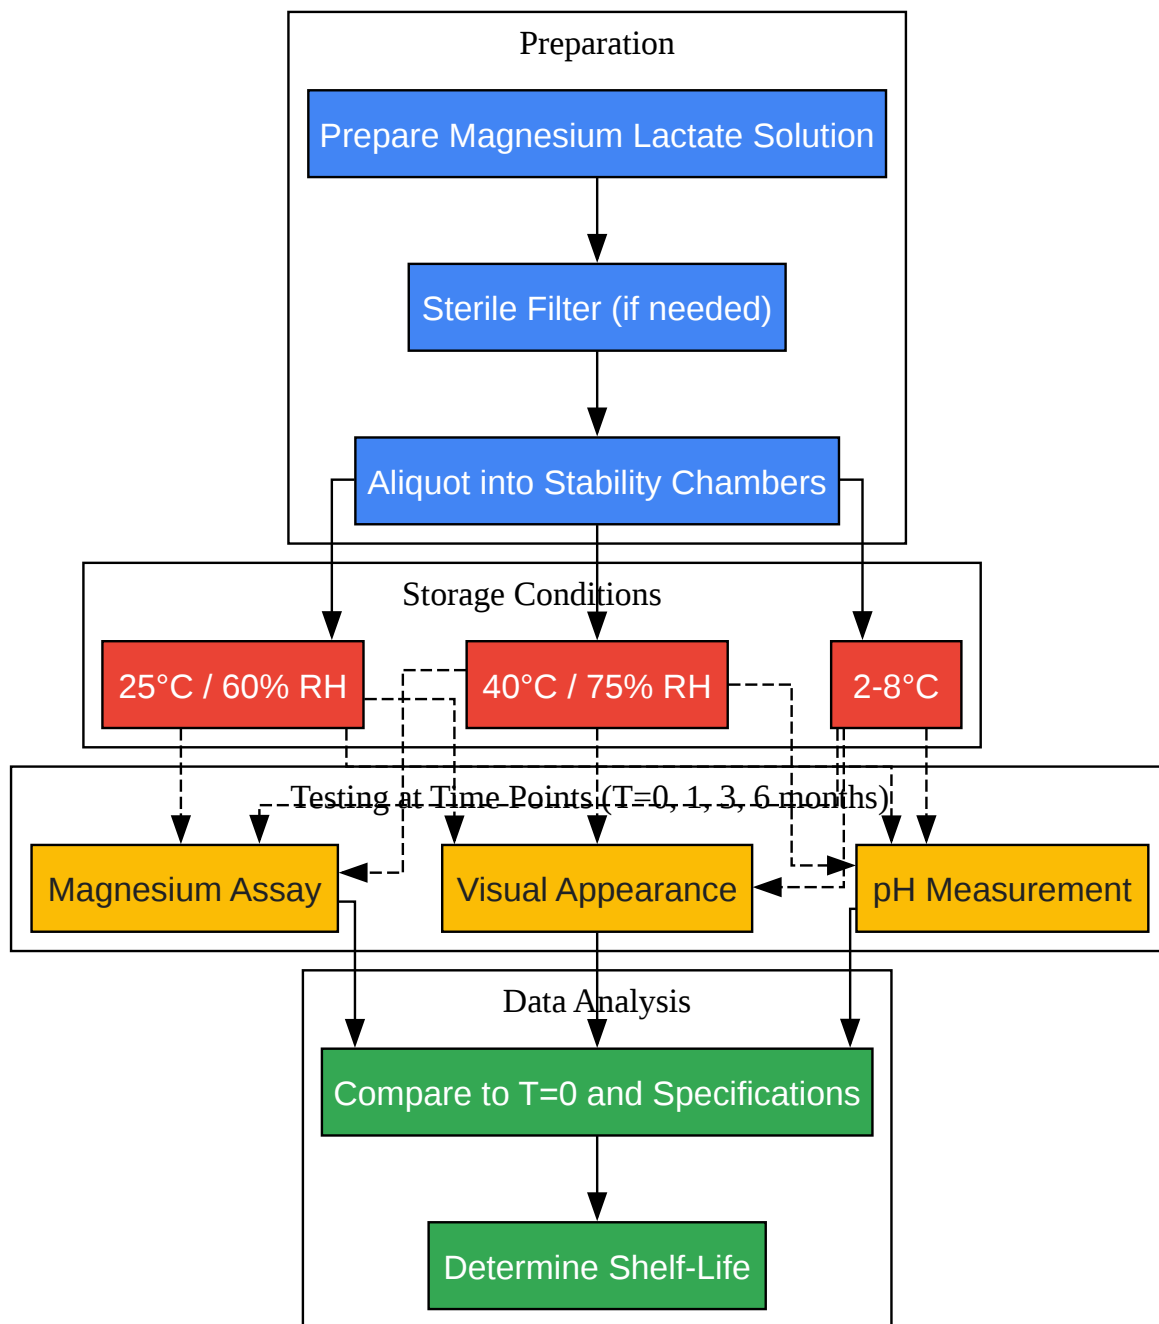 Preparation
Prepare Magnesium Lactate Solution
Sterile Filter (if needed)
Aliquot into Stability Chambers
Storage Conditions
25°C / 60% RH
40°C / 75% RH
2-8°C
Testing at Time Points (T=0, 1, 3, 6 months)
Magnesium Assay
Visual Appearance
pH Measurement
Data Analysis
Compare to T=0 and Specifications
Determine Shelf-Life